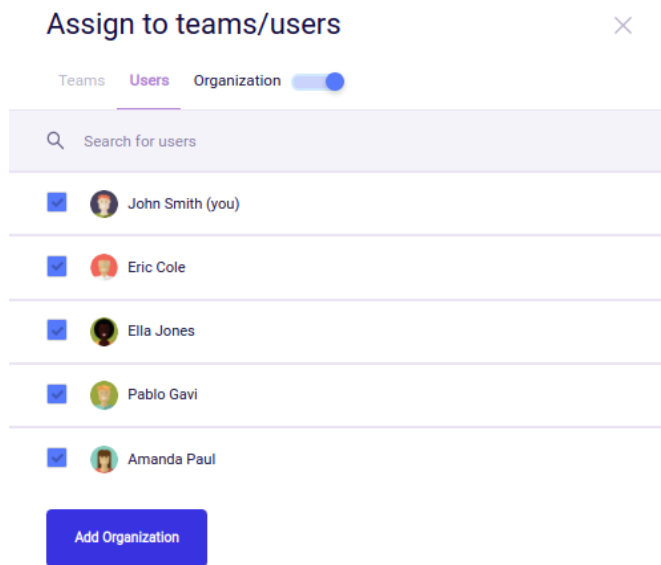 Assign to teams/users
Teams Users Organization
Search for users
John Smith (you)
Eric Cole
Ella Jones
Pablo Gavi
Amanda Paul
Add Organization